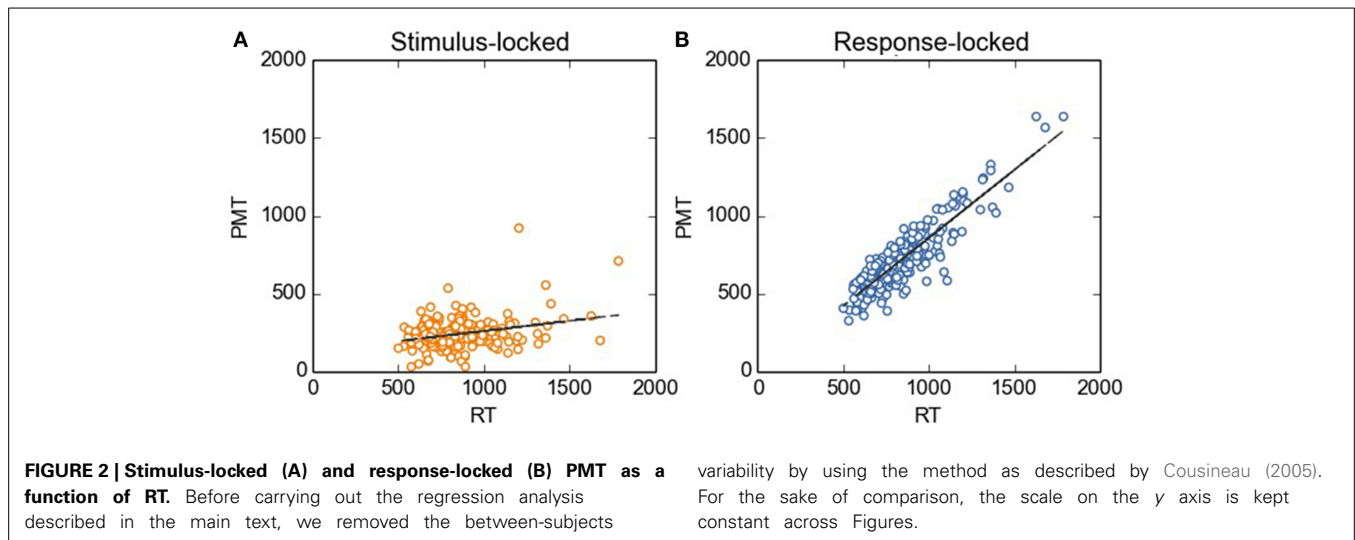 A
Stimulus-locked
2000
1500
1000
500
0
PMT
0 500 1000 1500 2000
RT
B
Response-locked
2000
1500
1000
500
0
PMT
0 500 1000 1500 2000
RT
FIGURE 2 | Stimulus-locked (A) and response-locked (B) PMT as a
function of RT. Before carrying out the regression analysis
described in the main text, we removed the between-subjects
variability by using the method as described by Cousineau (2005).
For the sake of comparison, the scale on the y axis is kept
constant across Figures.